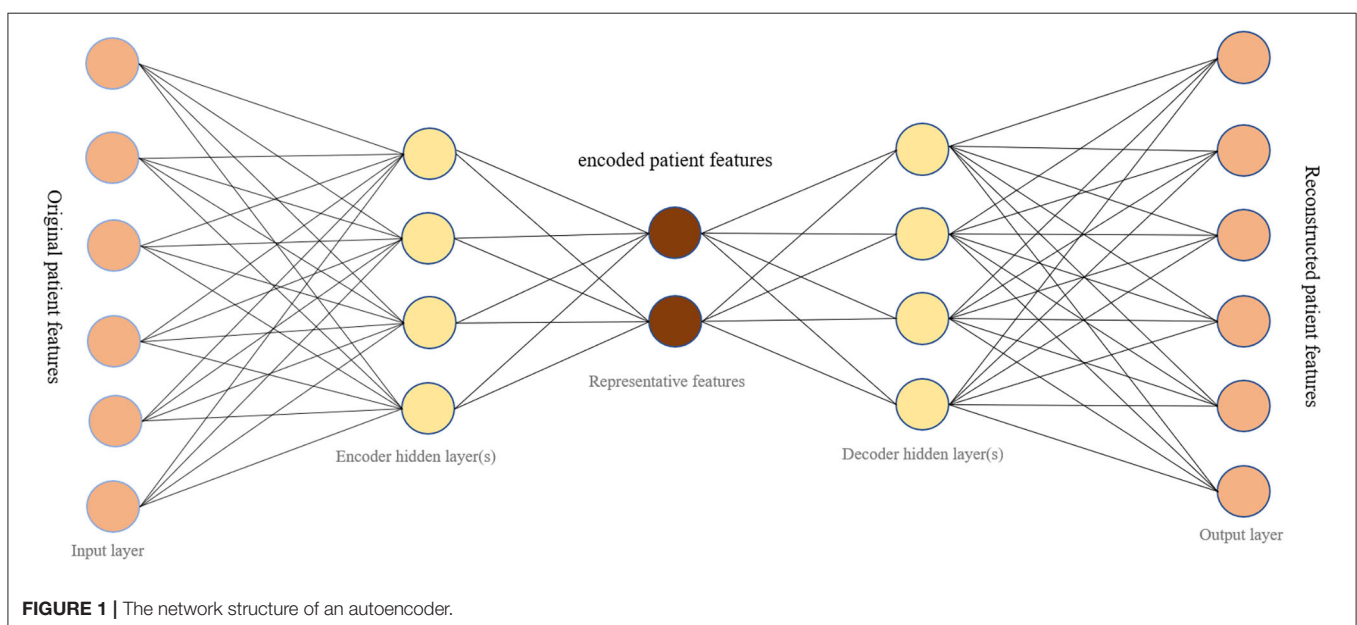 Original patient features
encoded patient features
Reconstructed patient features
Representative features
Encoder hidden layer(s)
Decoder hidden layer(s)
Input layer
Output layer
FIGURE 1 | The network structure of an autoencoder.